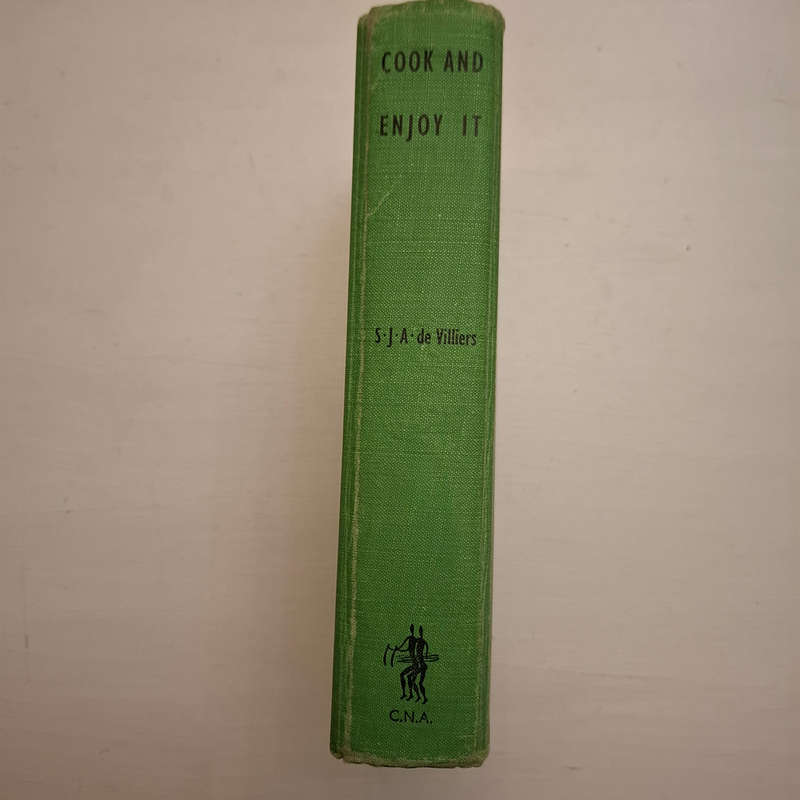 COOK AND
ENJOY IT
S·J·A·de Villiers
C.N.A.